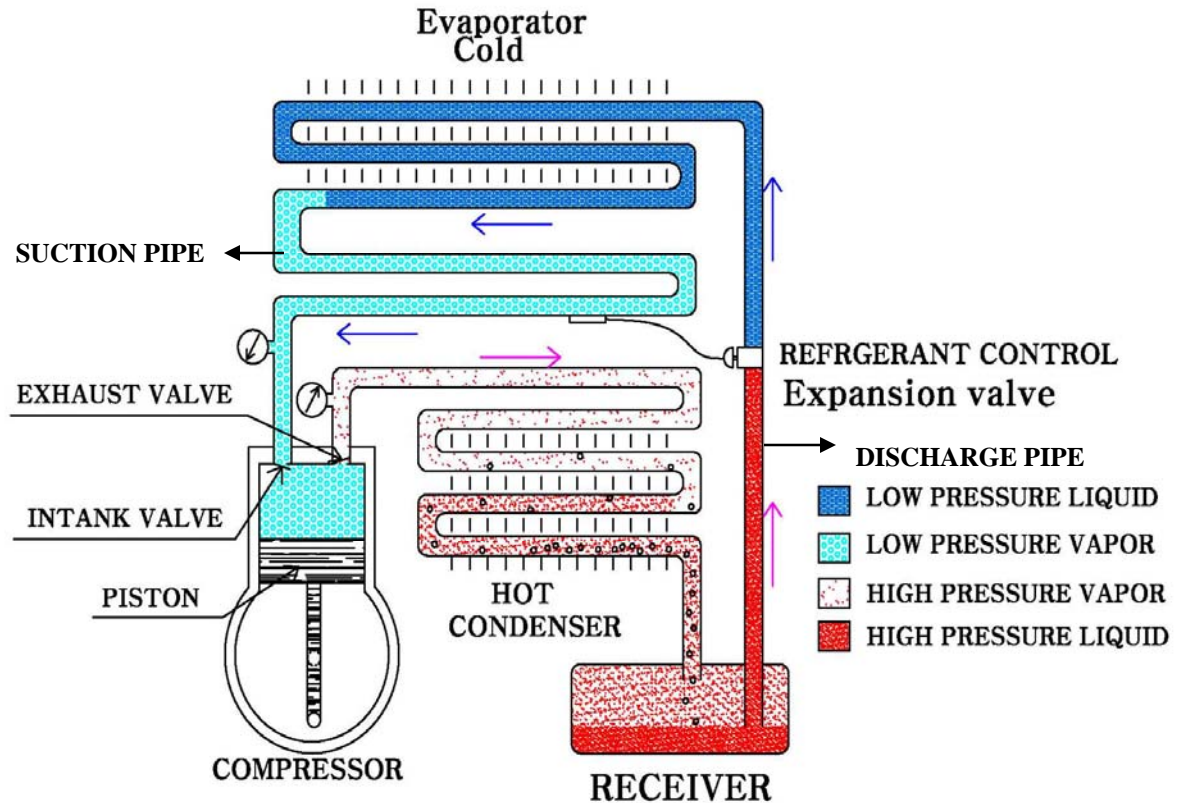 Evaporator
Cold
SUCTION PIPE
REFRGERANT CONTROL
Expansion valve
EXHAUST VALVE
DISCHARGE PIPE
LOW PRESSURE LIQUID
INTANK VALVE
LOW PRESSURE VAPOR
PISTON
HOT
CONDENSER
HIGH PRESSURE VAPOR
HIGH PRESSURE LIQUID
COMPRESSOR
RECEIVER